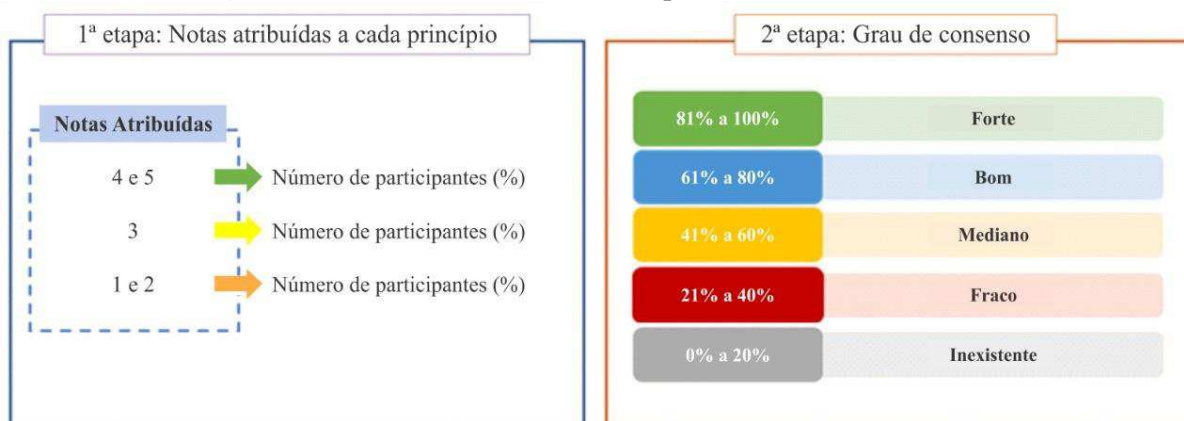 1ª etapa: Notas atribuídas a cada princípio
Notas Atribuídas
4 e 5
Número de participantes (%)
3
Número de participantes (%)
1 e 2
Número de participantes (%)
2ª etapa: Grau de consenso
81% a 100%
Forte
61% a 80%
Bom
41% a 60%
Mediano
21% a 40%
Fraco
0% a 20%
Inexistente